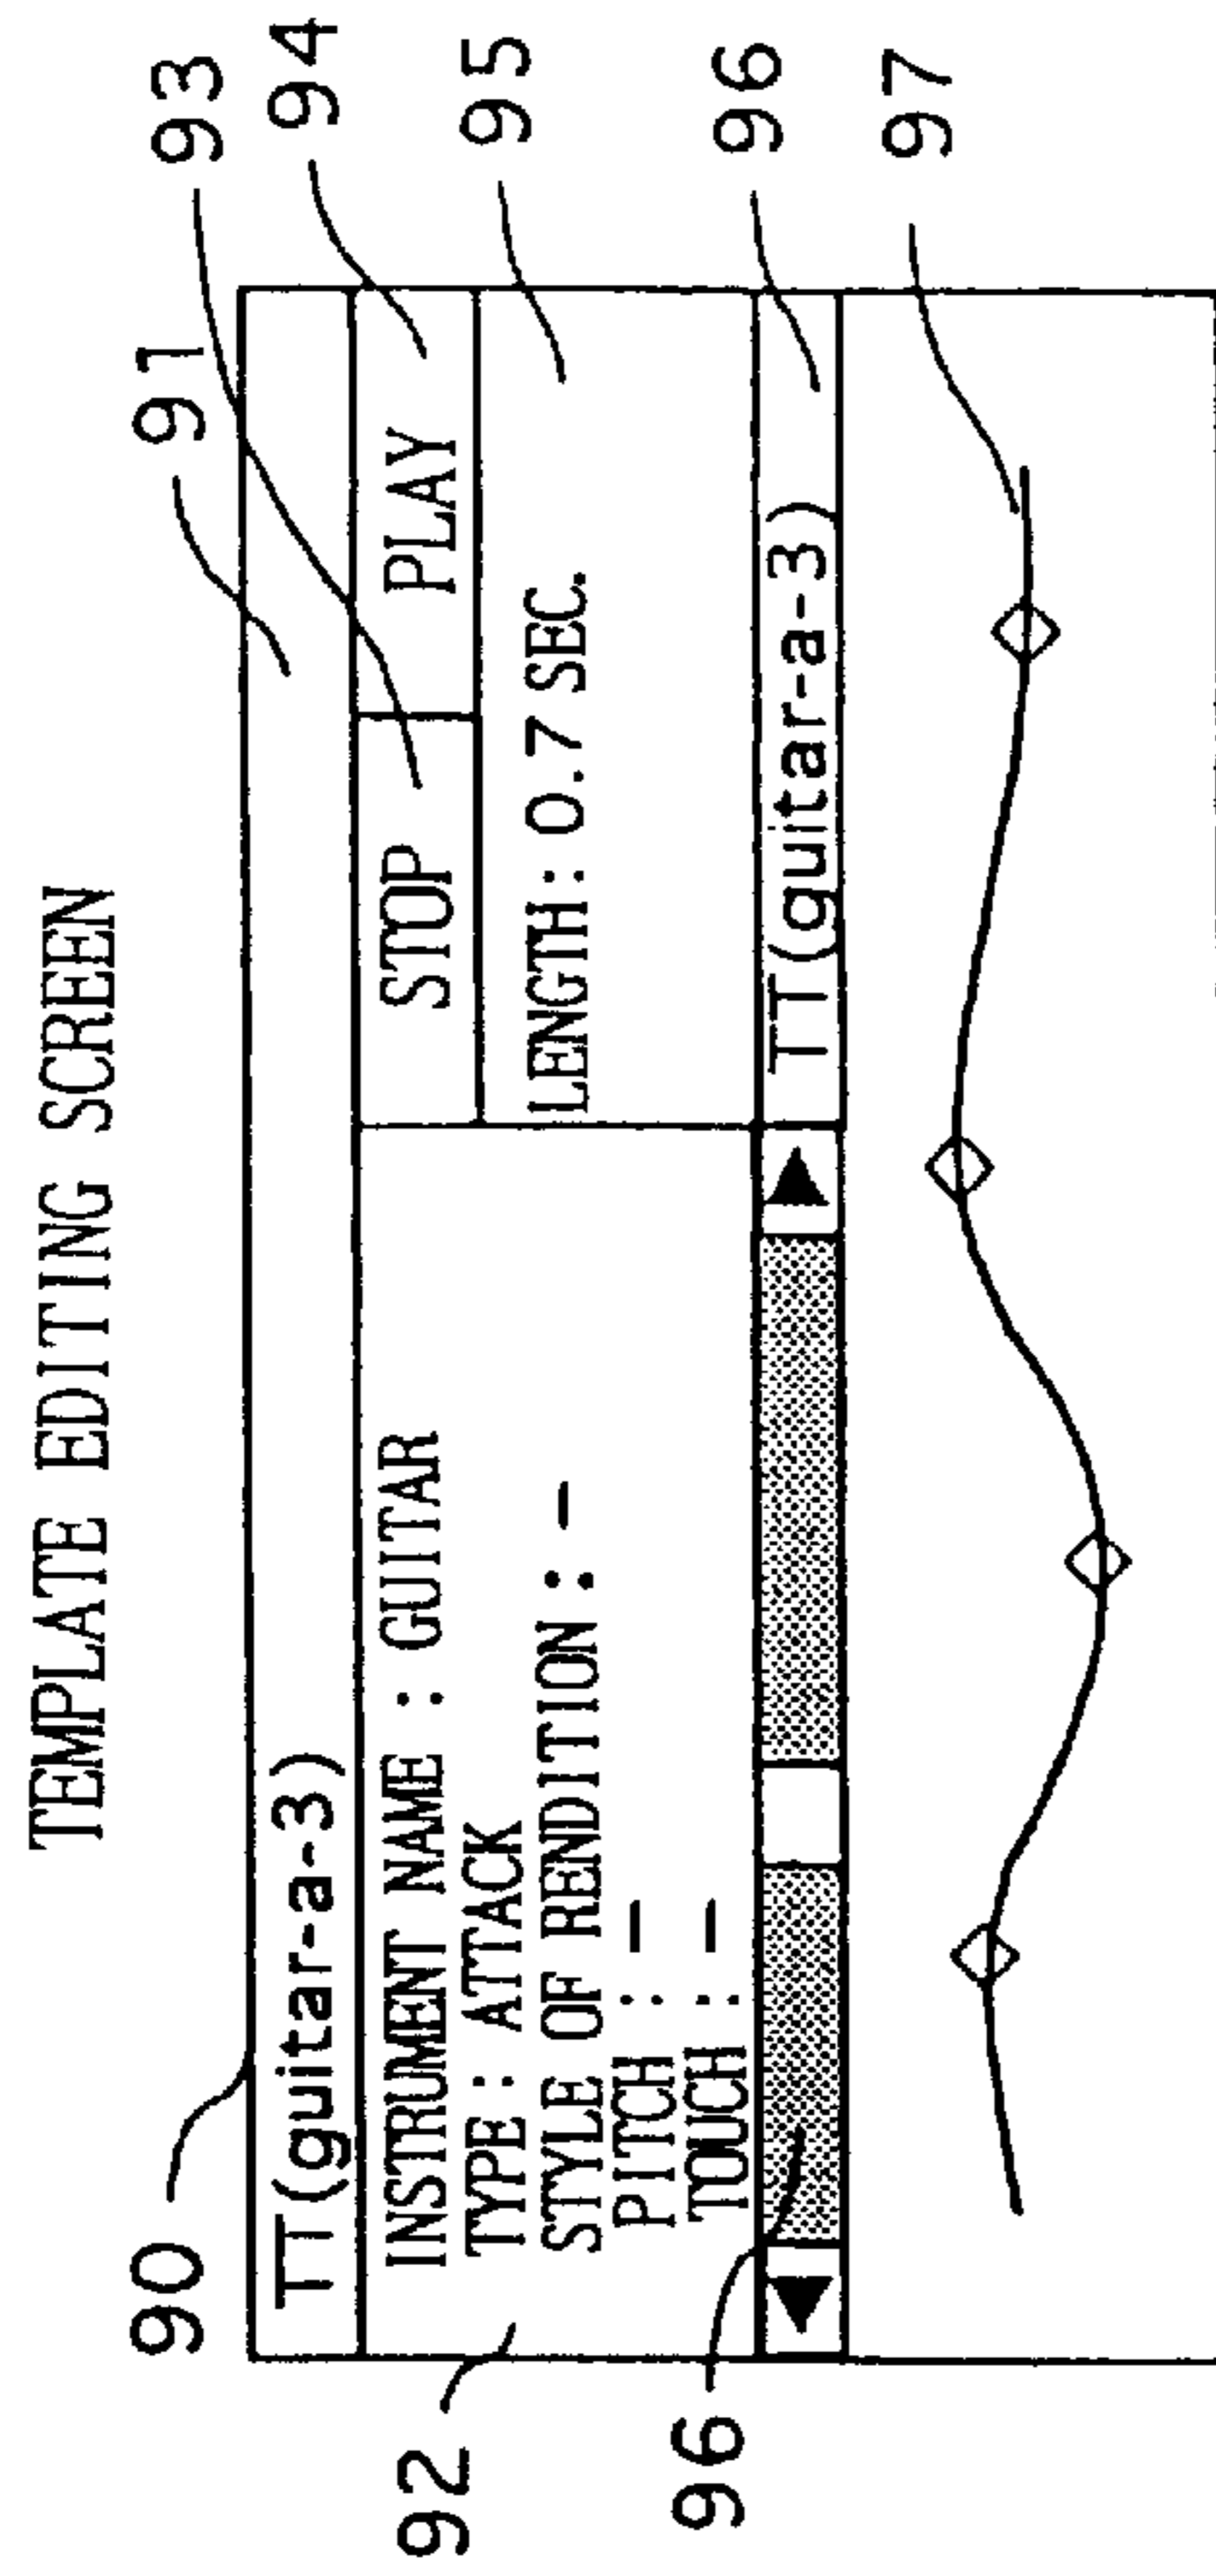 TEMPLATE EDITING SCREEN
90
91
93
94
TT(guitar-a-3)
STOP
PLAY
92
INSTRUMENT NAME : GUITAR
TYPE : ATTACK
STYLE OF RENDITION : –
PITCH : –
TOUCH : –
LENGTH : 0.7 SEC.
95
96
TT(guitar-a-3)
96
97